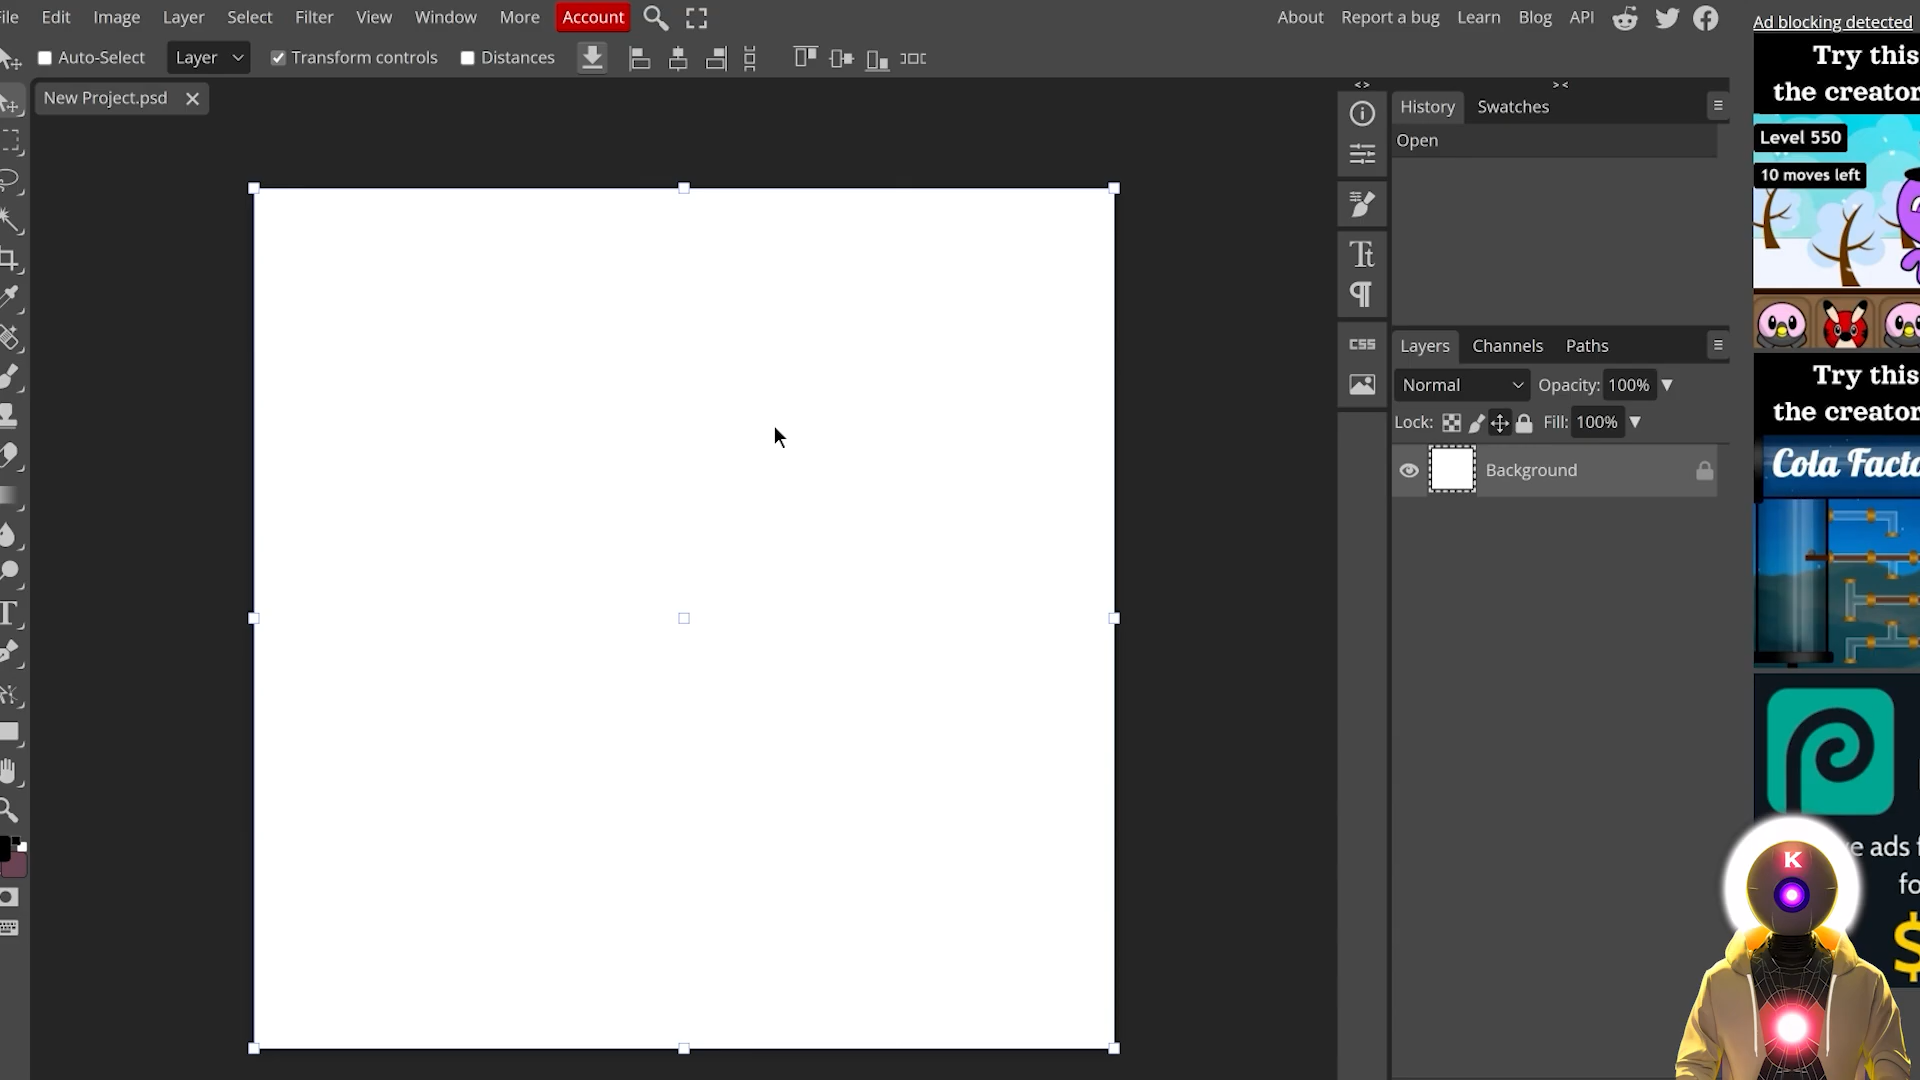 File Edit Image Layer Select Filter View Window More Account
About Report a bug Learn Blog API
Ad blocking detected
Auto-Select Layer Transform controls Distances
New Project.psd
History Swatches
Open
Layers Channels Paths
Normal Opacity: 100%
Lock: Fill: 100%
Background
CSS
Try this
the creator
Level 550
10 moves left
Try this
the creator
Cola Facto
e ads f
fo
$
K